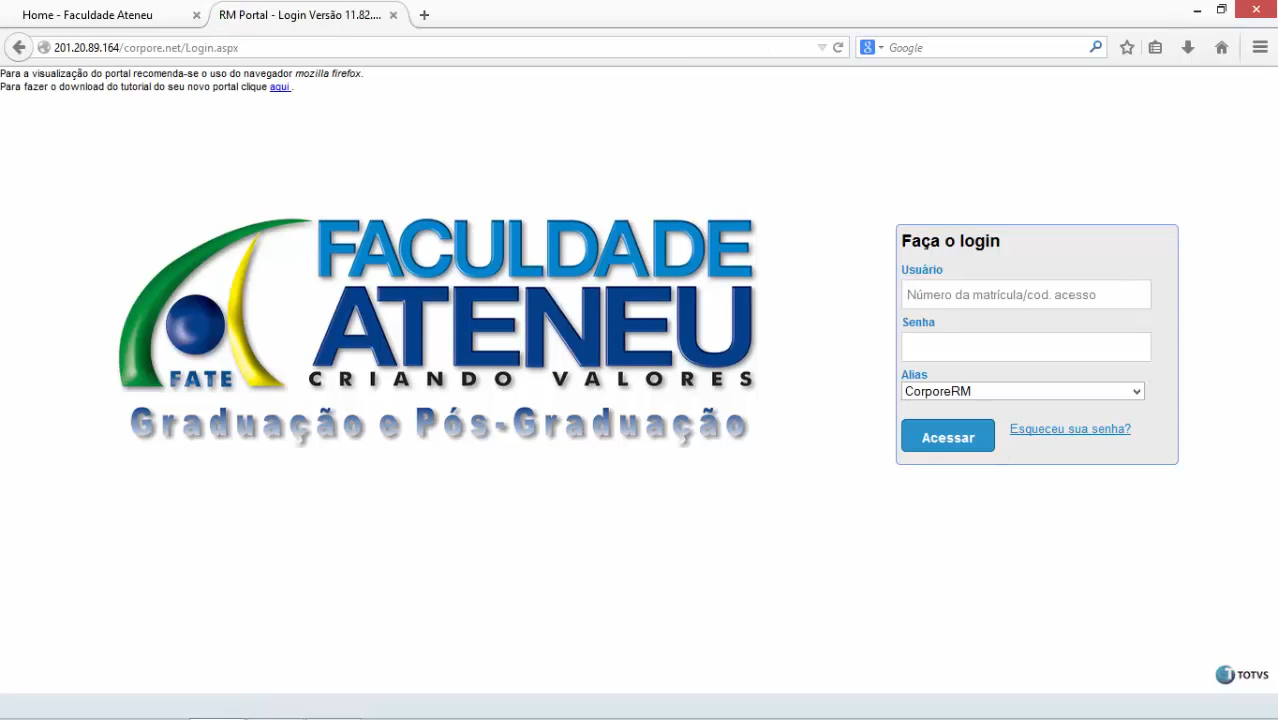 Home - Faculdade Ateneu
RM Portal - Login Versão 11.82....
201.20.89.164/corpore.net/Login.aspx
Google
Para a visualização do portal recomenda-se o uso do navegador mozilla firefox.
Para fazer o download do tutorial do seu novo portal clique aqui .
FACULDADE
ATENEU
FATE
CRIANDO VALORES
Graduação e Pós-Graduação
Faça o login
Usuário
Número da matrícula/cod. acesso
Senha
Alias
CorporeRM
Acessar
Esqueceu sua senha?
TOTVS